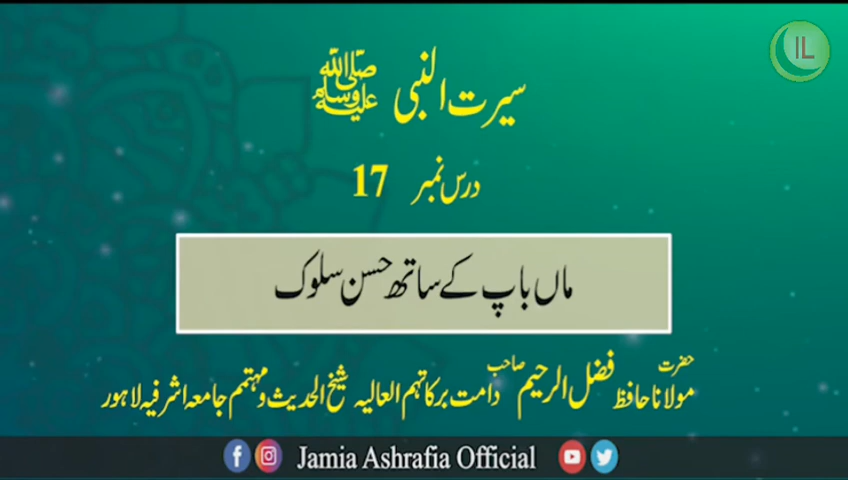 IL
سیرت النبی ﷺ
درس نمبر 17
ماں باپ کے ساتھ حسن سلوک
حضرت مولانا حافظ فضل الرحیم صاحب دامت برکاتہم العالیہ شیخ الحدیث و مہتمم جامعہ اشرفیہ لاہور
Jamia Ashrafia Official